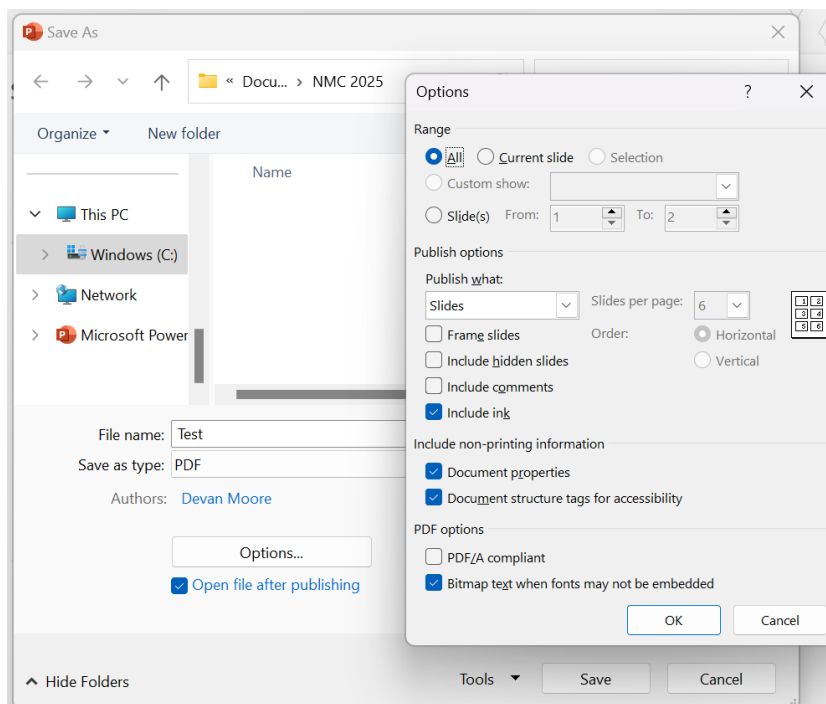 Save As
« Docu... > NMC 2025
Organize
New folder
Name
This PC
Windows (C:)
Network
Microsoft Power
File name: Test
Save as type: PDF
Authors: Devan Moore
Options...
Open file after publishing
Hide Folders
Tools
Save
Cancel
Options
?
Range
All
Current slide
Selection
Custom show:
Slide(s) From: 1 To: 2
Publish options
Publish what:
Slides
Slides per page: 6
Frame slides
Order:
Horizontal
Include hidden slides
Vertical
Include comments
Include ink
1 2
3 4
5 6
Include non-printing information
Document properties
Document structure tags for accessibility
PDF options
PDF/A compliant
Bitmap text when fonts may not be embedded
OK
Cancel